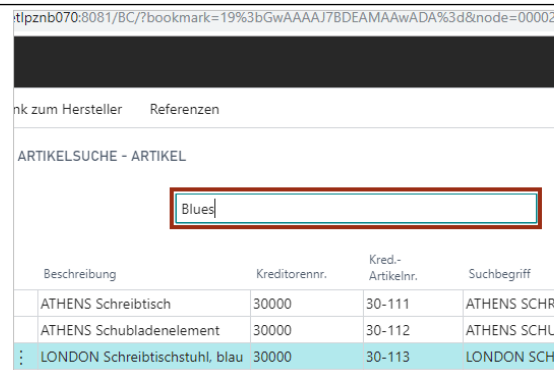 etlpznb070:8081/BC/?bookmark=19%3bGwAAAAJ7BDEAMAAwADA%3d&node=00002
nk zum Hersteller Referenzen
ARTIKELSUCHE - ARTIKEL
Blues
Beschreibung Kreditorennr. Kred.-Artikelnr. Suchbegriff
ATHENS Schreibtisch 30000 30-111 ATHENS SCHR
ATHENS Schubladenelement 30000 30-112 ATHENS SCHU
LONDON Schreibtischstuhl, blau 30000 30-113 LONDON SCH